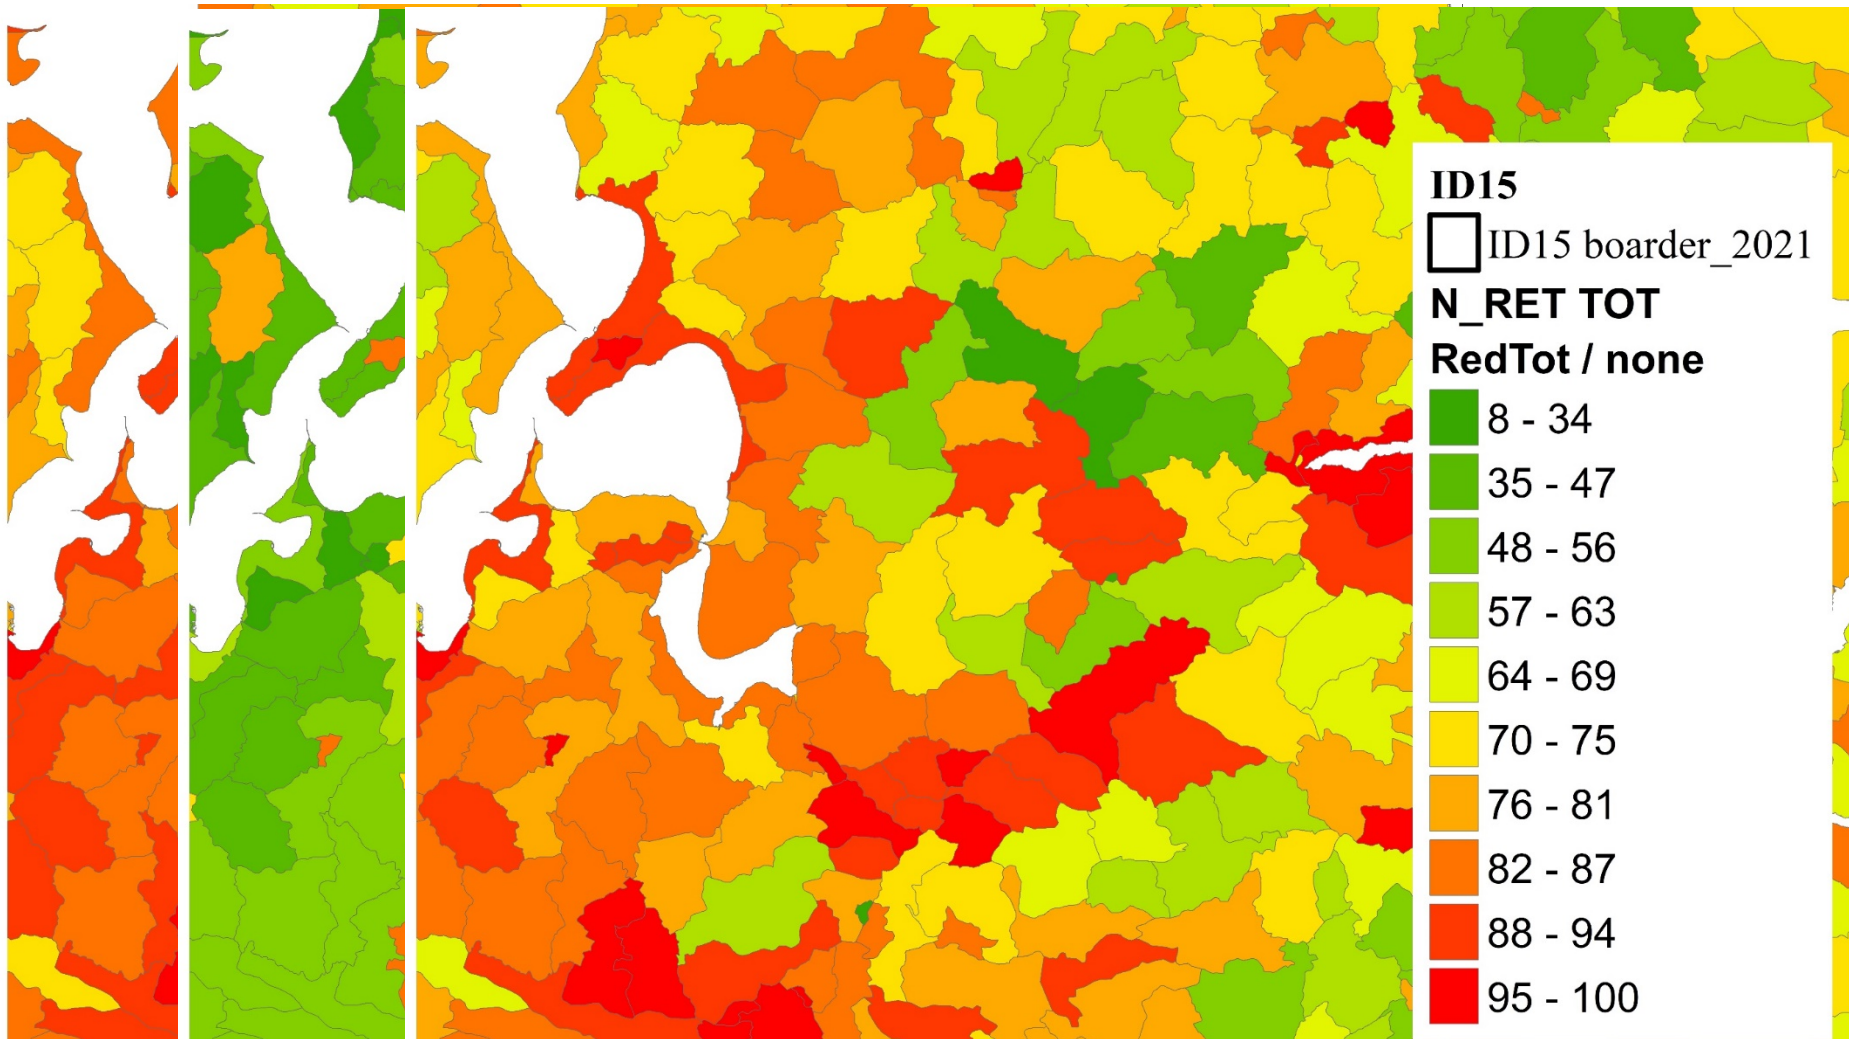 ID15
ID15 boarder_2021
N_RET TOT
RedTot / none
8 - 34
35 - 47
48 - 56
57 - 63
64 - 69
70 - 75
76 - 81
82 - 87
88 - 94
95 - 100